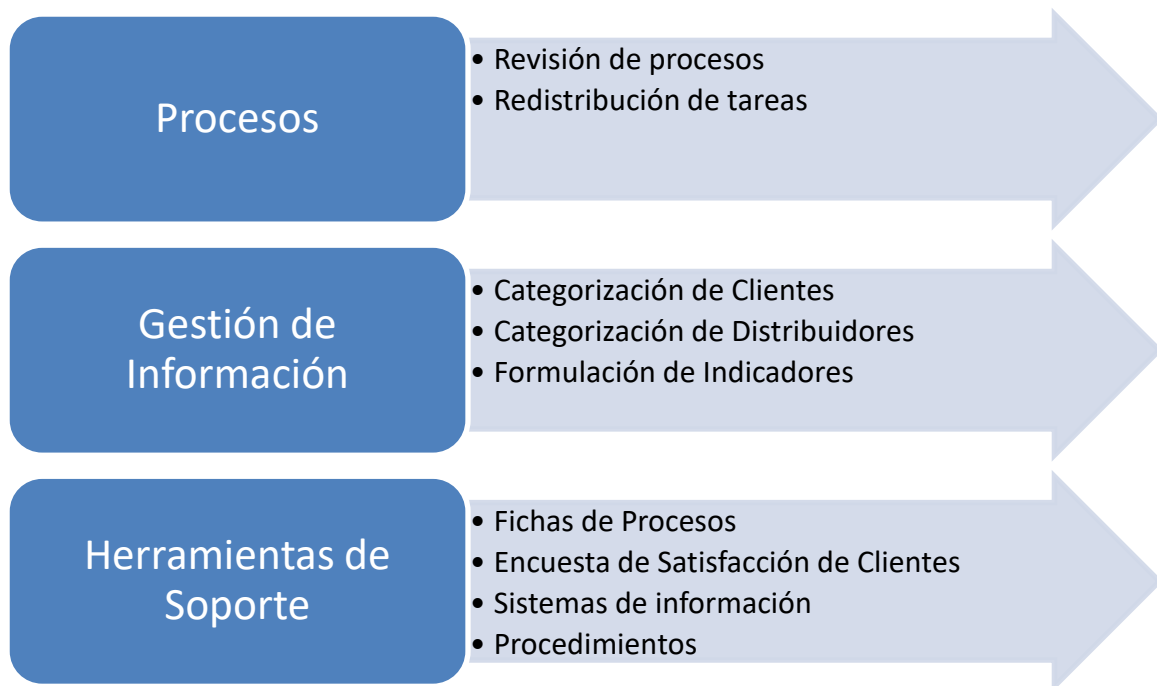 Procesos
• Revisión de procesos
• Redistribución de tareas
Gestión de
Información
• Categorización de Clientes
• Categorización de Distribuidores
• Formulación de Indicadores
Herramientas de
Soporte
• Fichas de Procesos
• Encuesta de Satisfacción de Clientes
• Sistemas de información
• Procedimientos